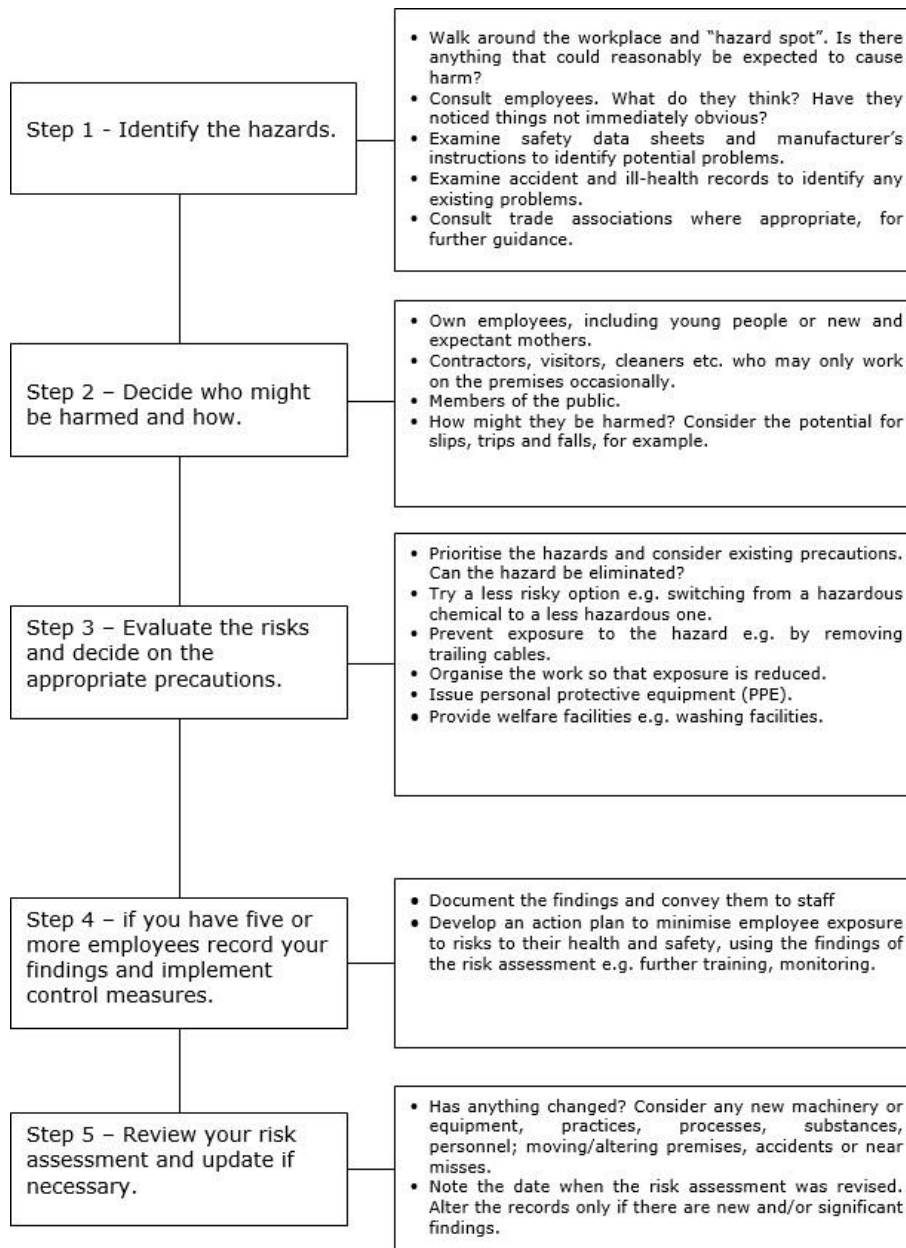 Step 1 - Identify the hazards.
• Walk around the workplace and “hazard spot”. Is there
anything that could reasonably be expected to cause
harm?
• Consult employees. What do they think? Have they
noticed things not immediately obvious?
• Examine safety data sheets and manufacturer’s
instructions to identify potential problems.
• Examine accident and ill-health records to identify any
existing problems.
• Consult trade associations where appropriate, for
further guidance.
Step 2 – Decide who might
be harmed and how.
• Own employees, including young people or new and
expectant mothers.
• Contractors, visitors, cleaners etc. who may only work
on the premises occasionally.
• Members of the public.
• How might they be harmed? Consider the potential for
slips, trips and falls, for example.
Step 3 – Evaluate the risks
and decide on the
appropriate precautions.
• Prioritise the hazards and consider existing precautions.
Can the hazard be eliminated?
• Try a less risky option e.g. switching from a hazardous
chemical to a less hazardous one.
• Prevent exposure to the hazard e.g. by removing
trailing cables.
• Organise the work so that exposure is reduced.
• Issue personal protective equipment (PPE).
• Provide welfare facilities e.g. washing facilities.
Step 4 – if you have five or
more employees record your
findings and implement
control measures.
• Document the findings and convey them to staff
• Develop an action plan to minimise employee exposure
to risks to their health and safety, using the findings of
the risk assessment e.g. further training, monitoring.
Step 5 – Review your risk
assessment and update if
necessary.
• Has anything changed? Consider any new machinery or
equipment, practices, processes, substances,
personnel; moving/altering premises, accidents or near
misses.
• Note the date when the risk assessment was revised.
Alter the records only if there are new and/or significant
findings.